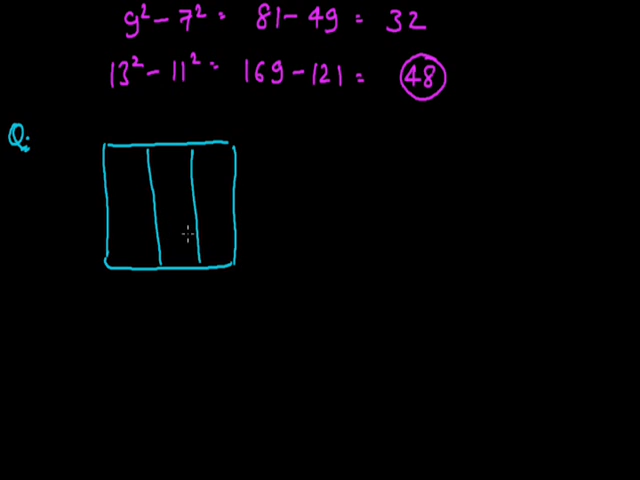 9² - 7² = 81 - 49 = 32
13² - 11² = 169 - 121 = 48
Q: